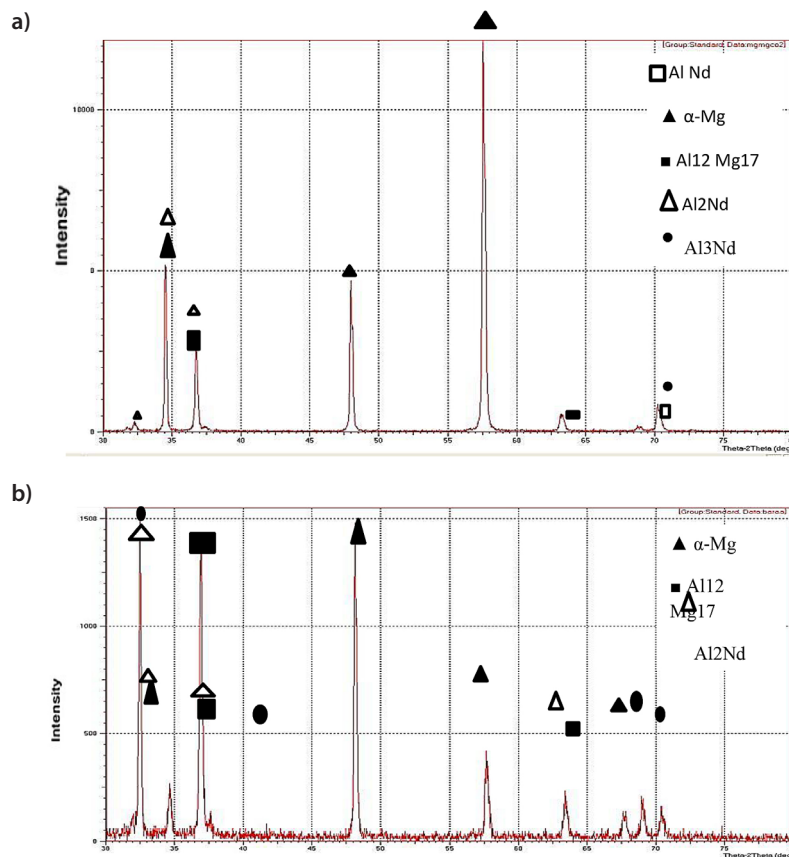 a)
[Group:Standard, Data:mgmgco2]
Al Nd
α-Mg
Al12 Mg17
Al2Nd
Al3Nd
Intensity
0
0
30 35 40 45 50 55 60 65 70 75
Theta-2Theta (deg
b)
[Group:Standard, Data:baraa]
α-Mg
Al12
Mg17
Al2Nd
Intensity
1500
1000
500
0
30 35 40 45 50 55 60 65 70 75
Theta-2Theta (deg